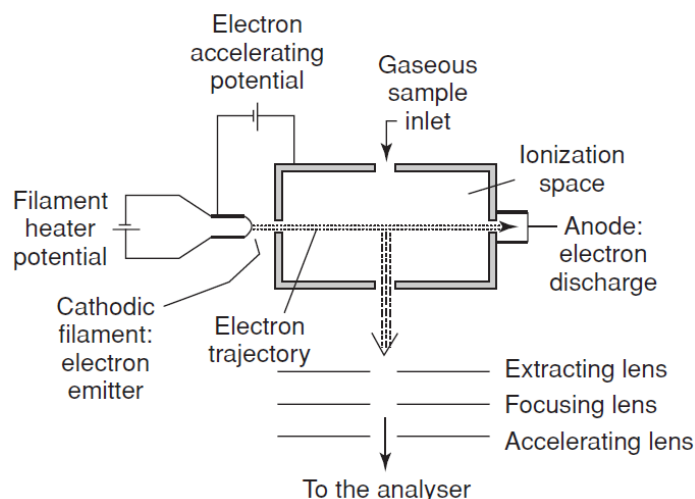 Electron
accelerating
potential
Gaseous
sample
inlet
Ionization
space
Filament
heater
potential
Anode:
electron
discharge
Cathodic
filament:
electron
emitter
Electron
trajectory
Extracting lens
Focusing lens
Accelerating lens
To the analyser